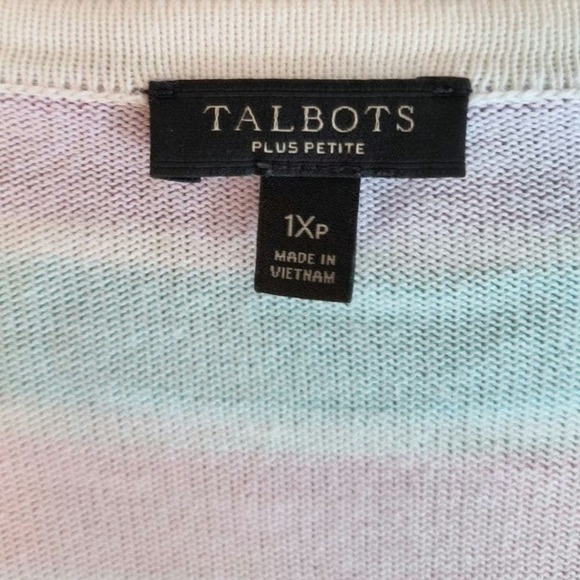 TALBOTS
PLUS PETITE
1XP
MADE IN
VIETNAM